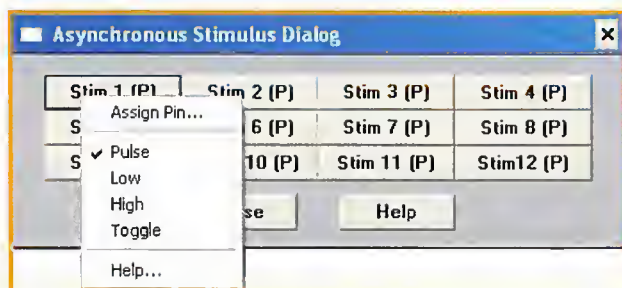 Asynchronous Stimulus Dialog
Stim 1 (P) Stim 2 (P) Stim 3 (P) Stim 4 (P)
Assign Pin...
S 6 (P) Stim 7 (P) Stim 8 (P)
Pulse
S 10 (P) Stim 11 (P) Stim12 (P)
Low
High
se Help
Toggle
Help...